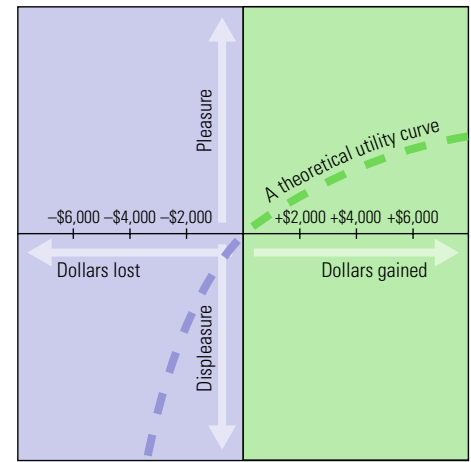 Pleasure
A theoretical utility curve
–$6,000 –$4,000 –$2,000
+$2,000 +$4,000 +$6,000
Dollars lost
Dollars gained
Displeasure